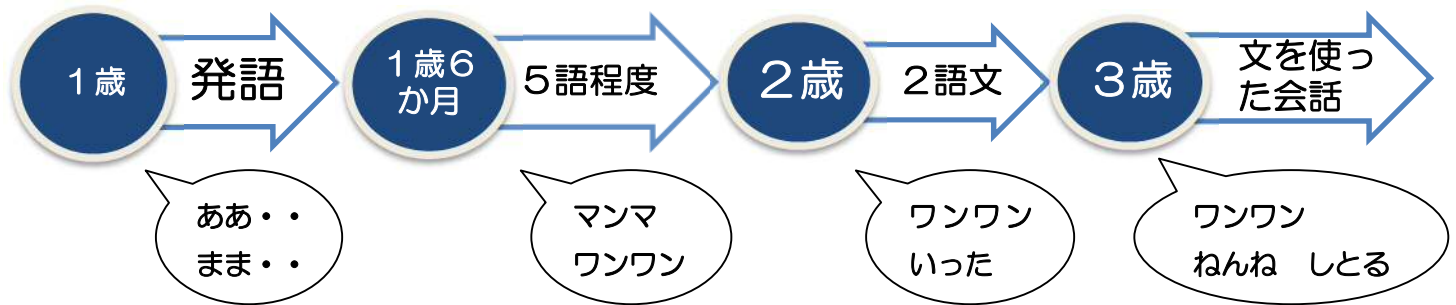 １歳
発語
１歳６
か月
５語程度
２歳
２語文
３歳
文を使っ
た会話
ああ・・
まま・・
マンマ
ワンワン
ワンワン
いった
ワンワン
ねんね　しとる